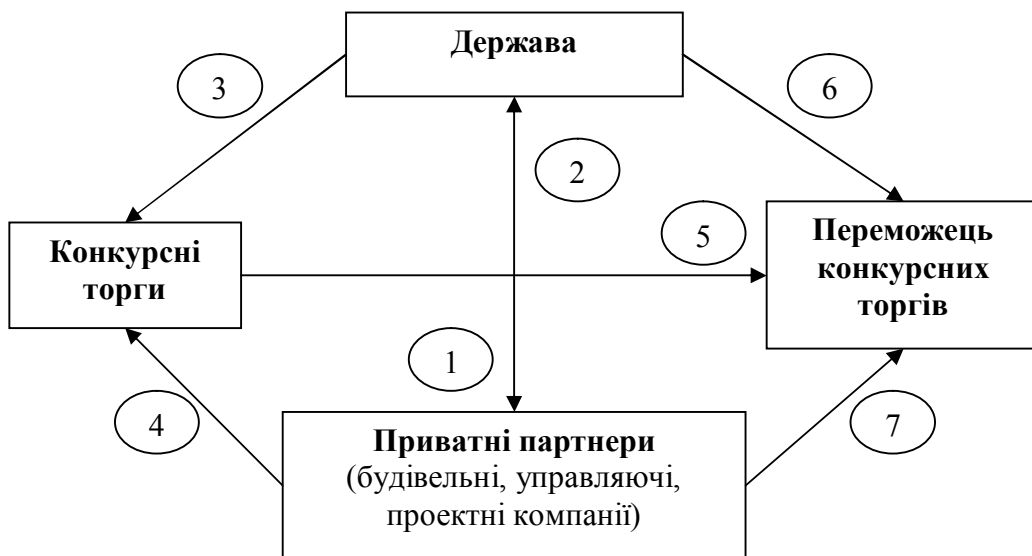 Держава
3
6
2
Конкурсні
торги
5
Переможець
конкурсних
торгів
1
4
Приватні партнери
(будівельні, управляючі,
проектні компанії)
7